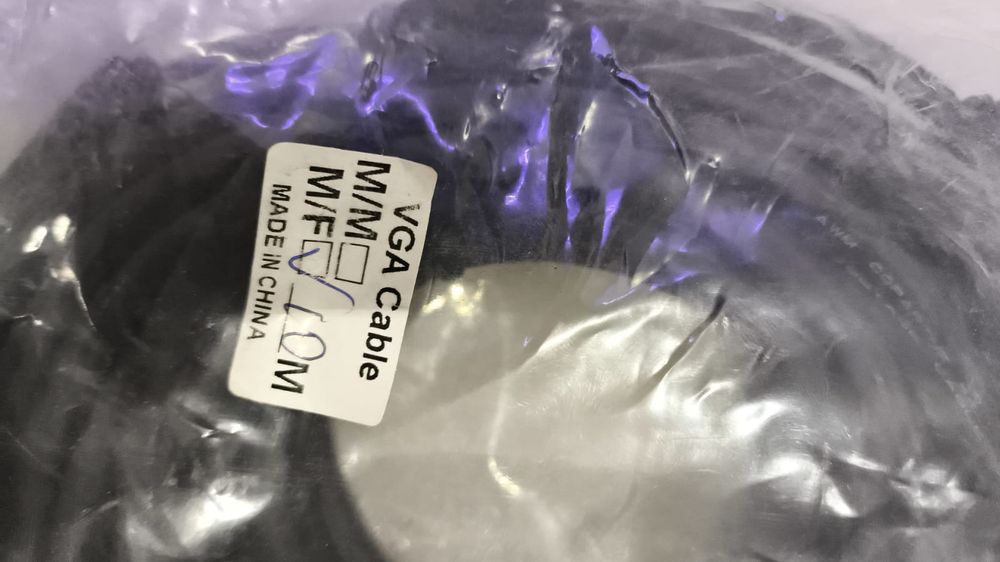 VGA Cable
M/M☐
M/F☑ 10M
MADE IN CHINA